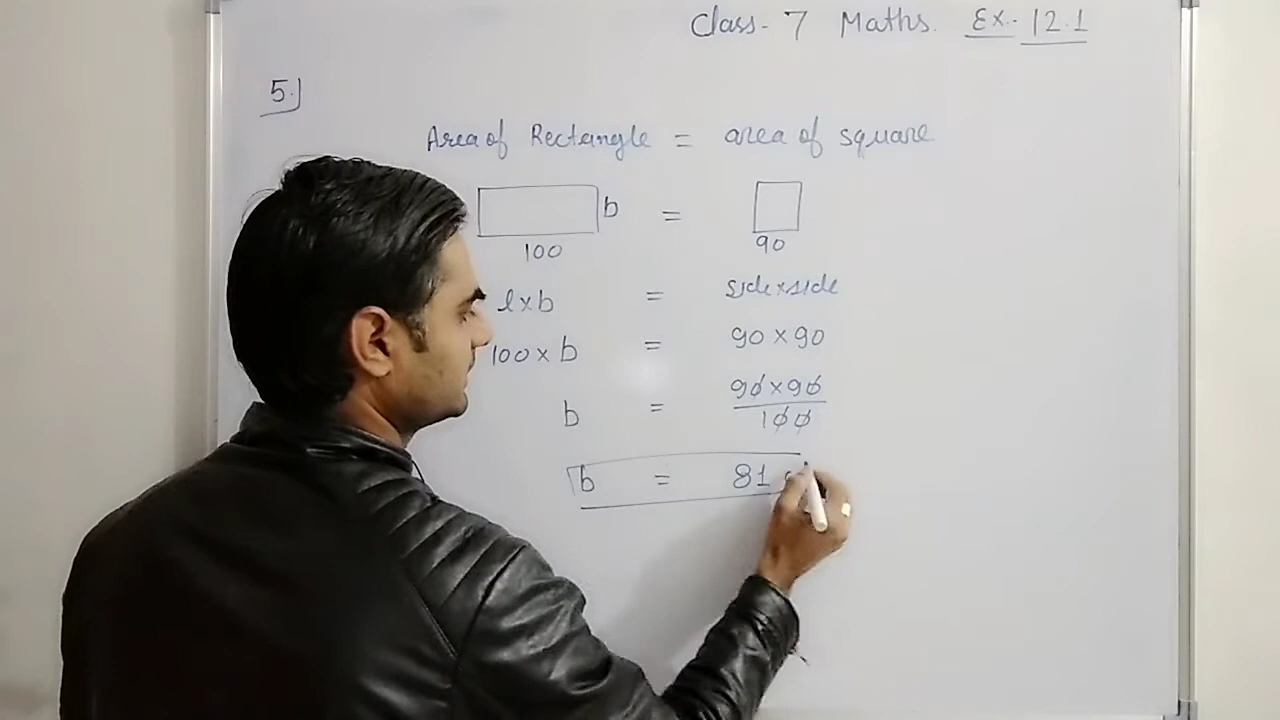 Class- 7 Maths. Ex.- 12.1
5.)
Area of Rectangle = area of square
b =
100 90
l×b = side×side
100×b = 90×90
b = 90×90
100
b = 81